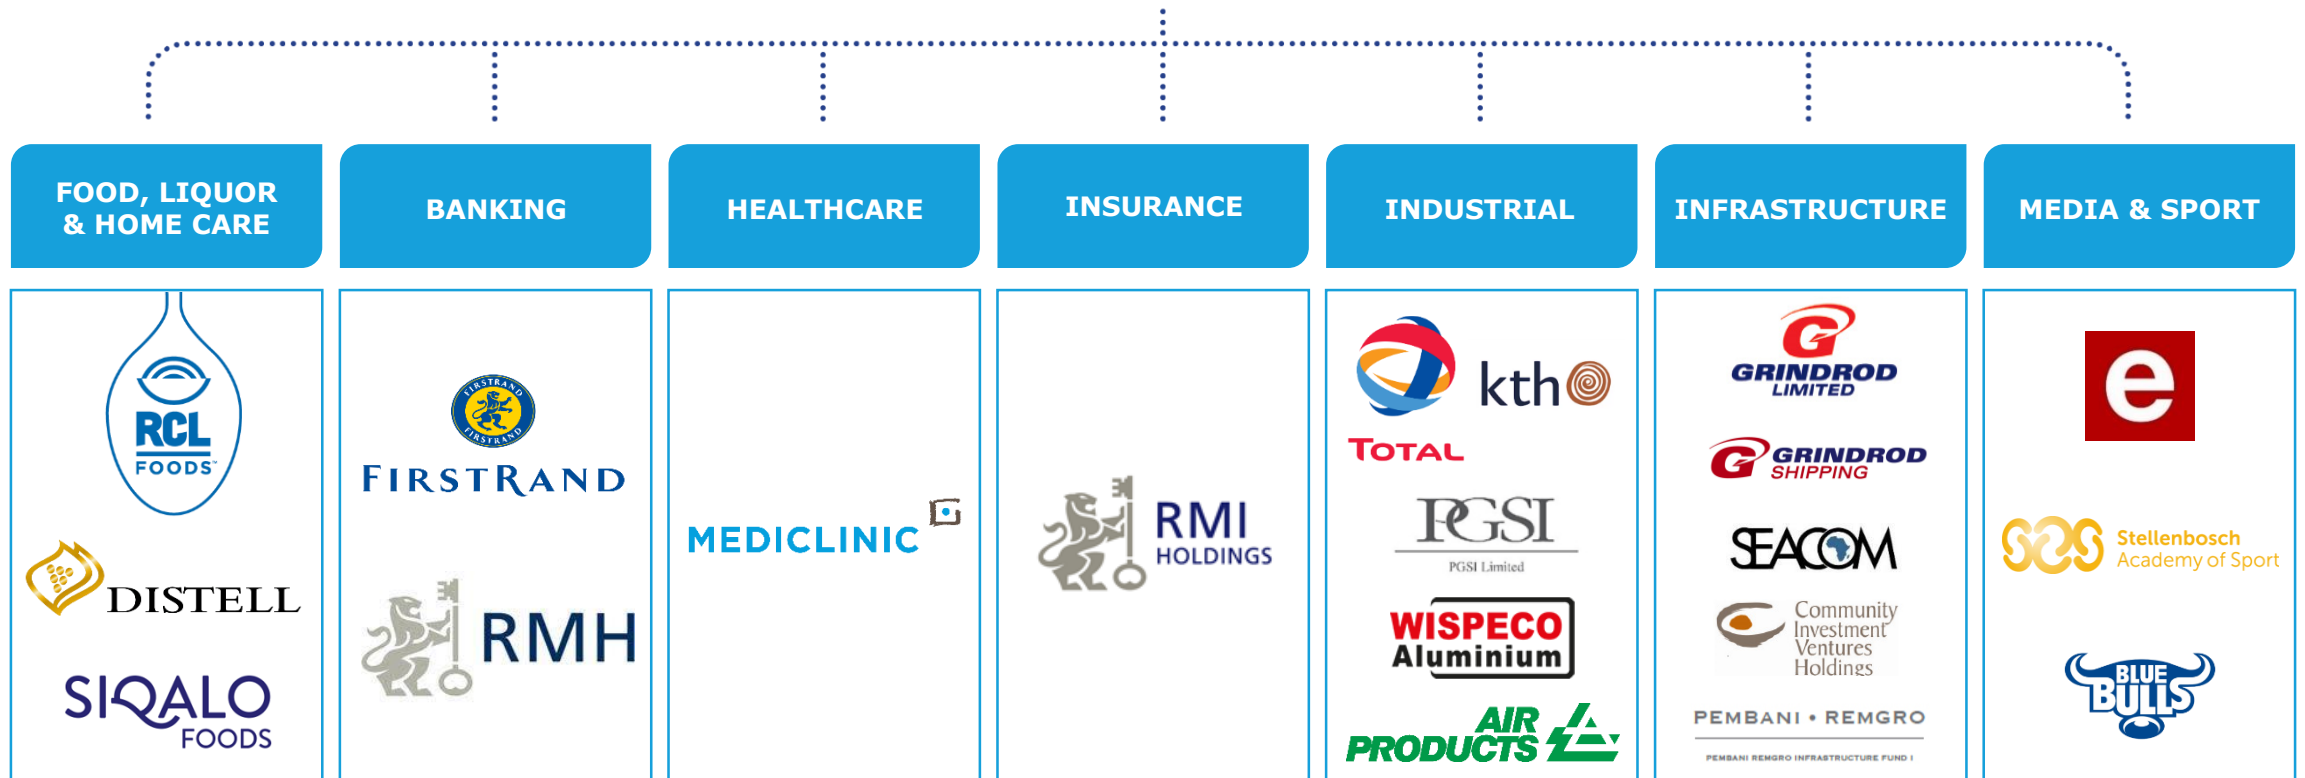 FOOD, LIQUOR
& HOME CARE
BANKING
HEALTHCARE
INSURANCE
INDUSTRIAL
INFRASTRUCTURE
MEDIA & SPORT
RCL
FOODS™
DISTELL
SIQALO
FOODS
FIRSTRAND
FIRSTRAND
FIRSTRAND
RMH
MEDICLINIC
RMI
HOLDINGS
TOTAL
kth
PGSI
PGSI Limited
WISPECO
Aluminium
AIR
PRODUCTS
GRINDROD
LIMITED
GRINDROD
SHIPPING
SEACOM
Community
Investment
Ventures
Holdings
PEMBANI • REMGRO
PEMBANI REMGRO INFRASTRUCTURE FUND I
e
Stellenbosch
Academy of Sport
BLUE
BULLS